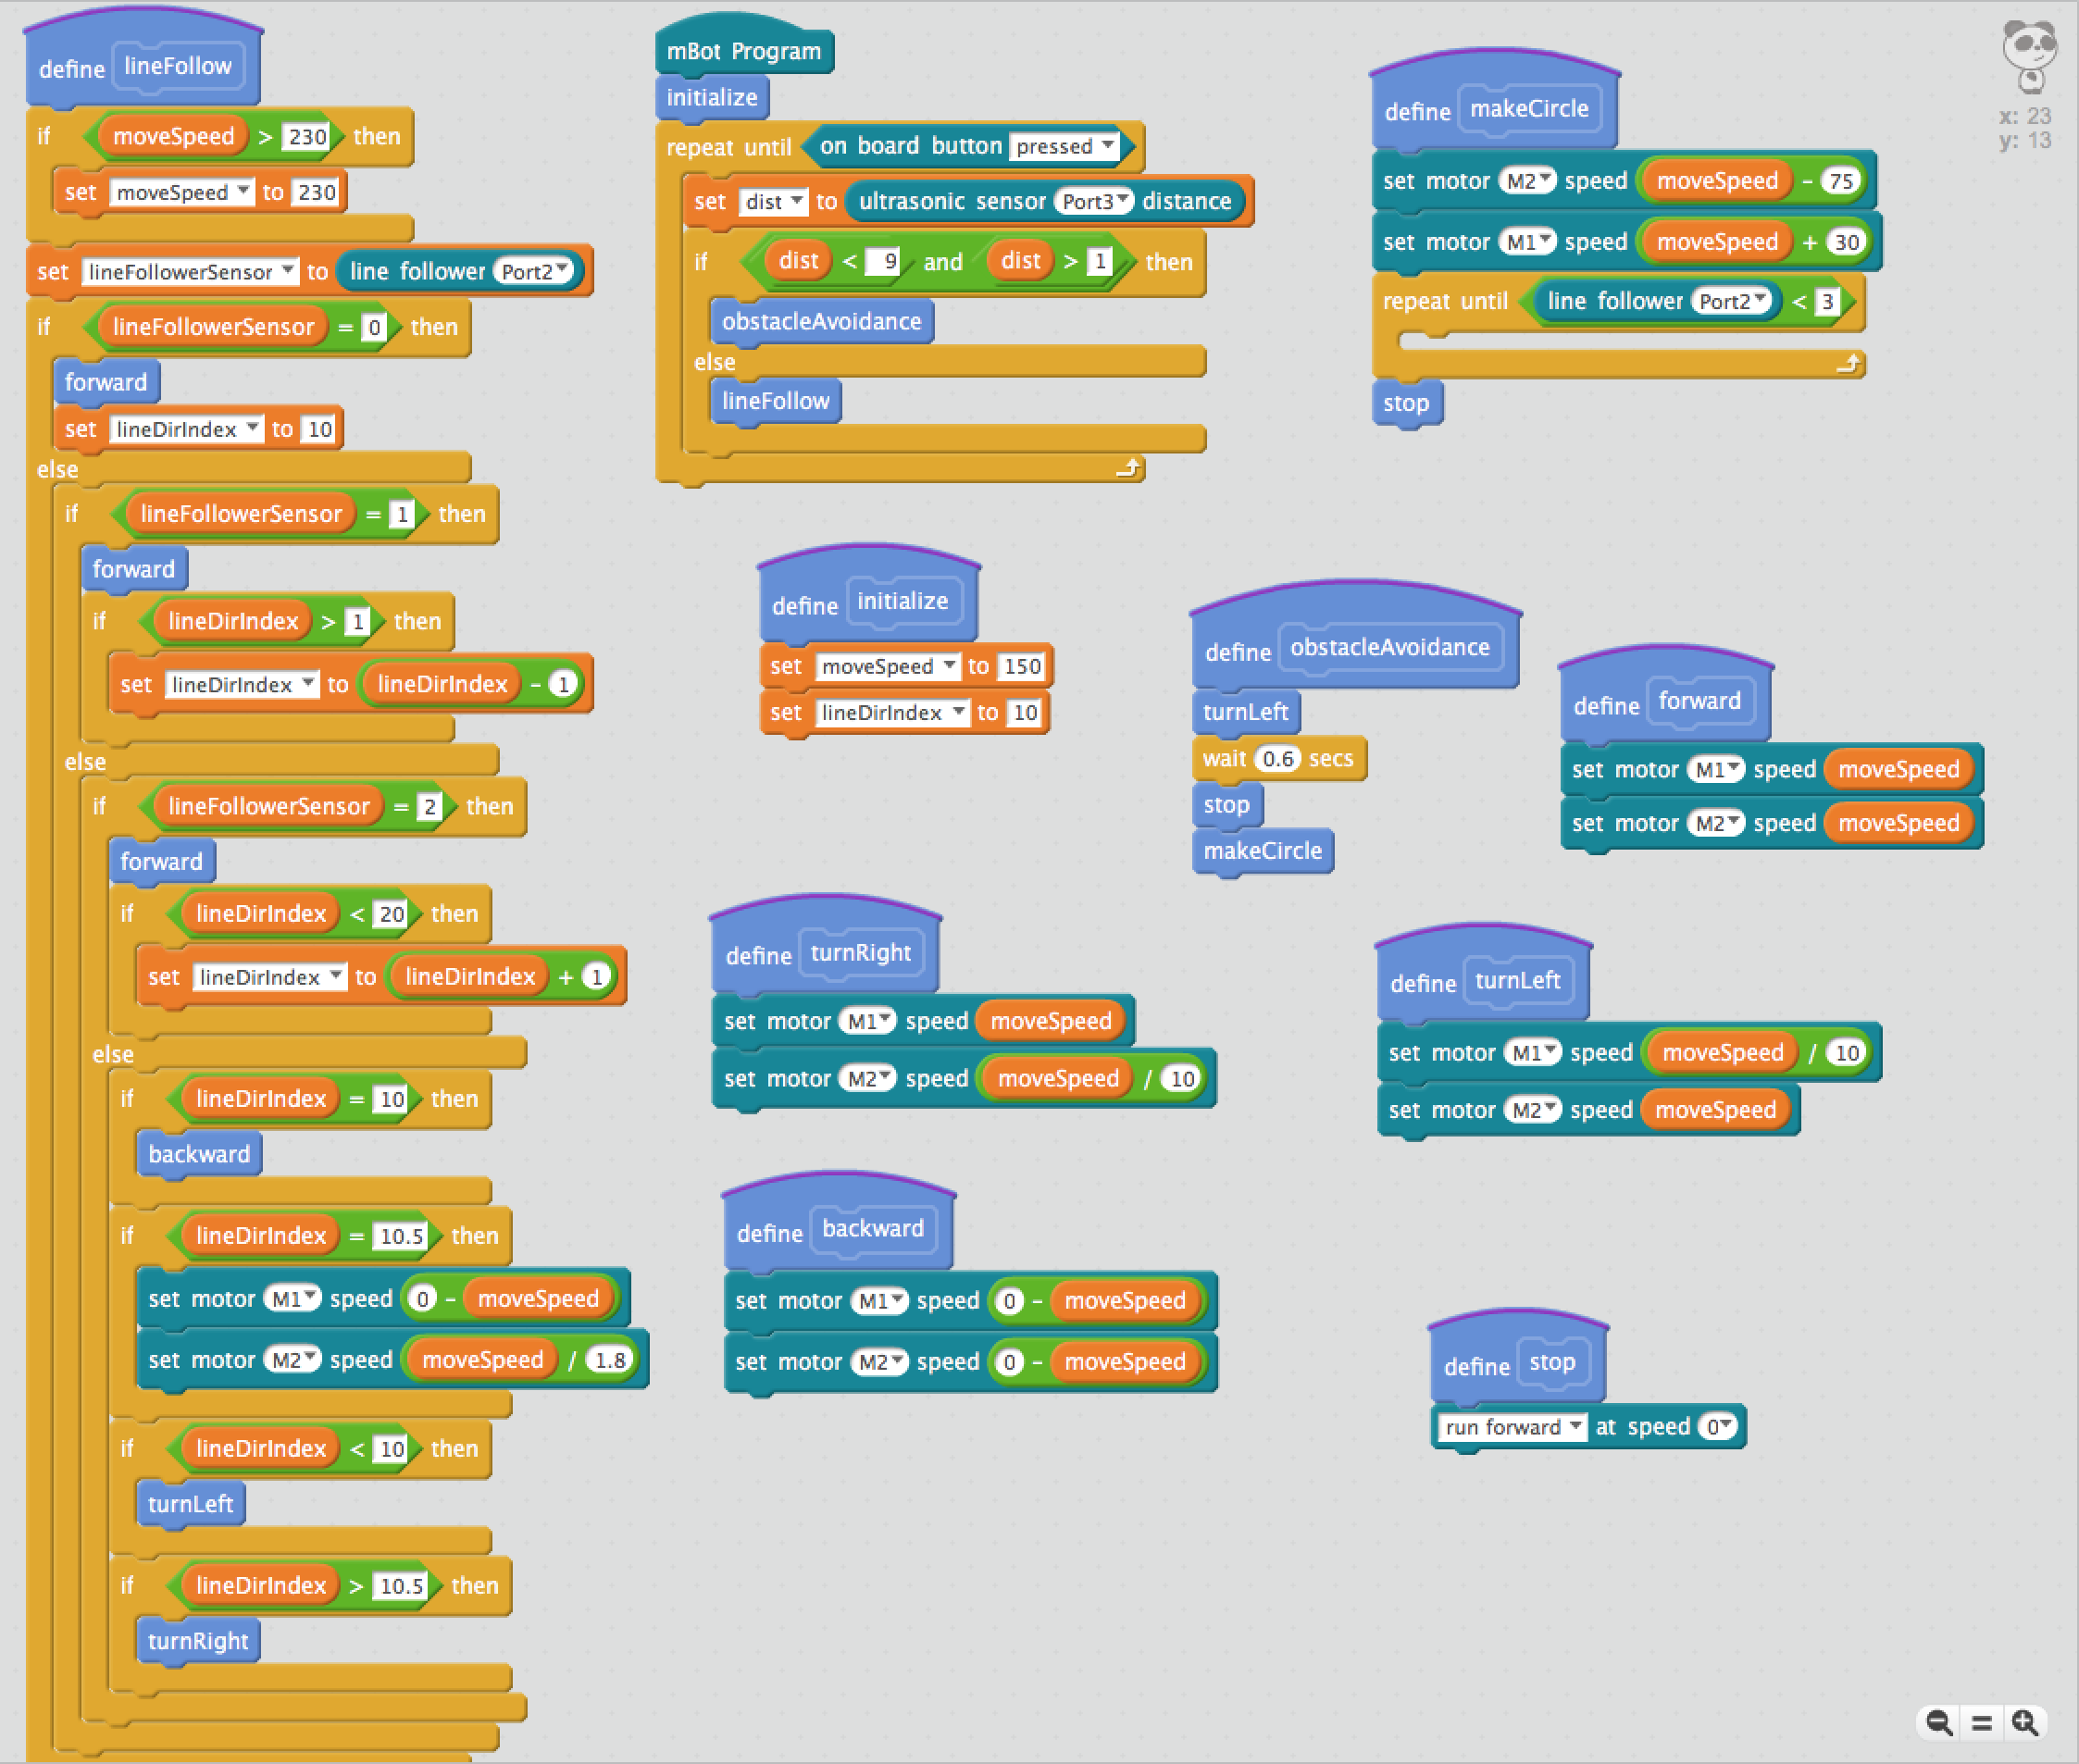 define lineFollow
if moveSpeed > 230 then
set moveSpeed to 230
set lineFollowerSensor to line follower Port2
if lineFollowerSensor = 0 then
forward
set lineDirIndex to 10
else
if lineFollowerSensor = 1 then
forward
if lineDirIndex > 1 then
set lineDirIndex to lineDirIndex - 1
else
if lineFollowerSensor = 2 then
forward
if lineDirIndex < 20 then
set lineDirIndex to lineDirIndex + 1
else
if lineDirIndex = 10 then
backward
if lineDirIndex = 10.5 then
set motor M1 speed 0 - moveSpeed
set motor M2 speed moveSpeed / 1.8
if lineDirIndex < 10 then
turnLeft
if lineDirIndex > 10.5 then
turnRight
mBot Program
initialize
repeat until on board button pressed
set dist to ultrasonic sensor Port3 distance
if dist < 9 and dist > 1 then
obstacleAvoidance
else
lineFollow
define makeCircle
set motor M2 speed moveSpeed - 75
set motor M1 speed moveSpeed + 30
repeat until line follower Port2 < 3
stop
x: 23
y: 13
define initialize
set moveSpeed to 150
set lineDirIndex to 10
define obstacleAvoidance
turnLeft
wait 0.6 secs
stop
makeCircle
define forward
set motor M1 speed moveSpeed
set motor M2 speed moveSpeed
define turnRight
set motor M1 speed moveSpeed
set motor M2 speed moveSpeed / 10
define turnLeft
set motor M1 speed moveSpeed / 10
set motor M2 speed moveSpeed
define backward
set motor M1 speed 0 - moveSpeed
set motor M2 speed 0 - moveSpeed
define stop
run forward at speed 0